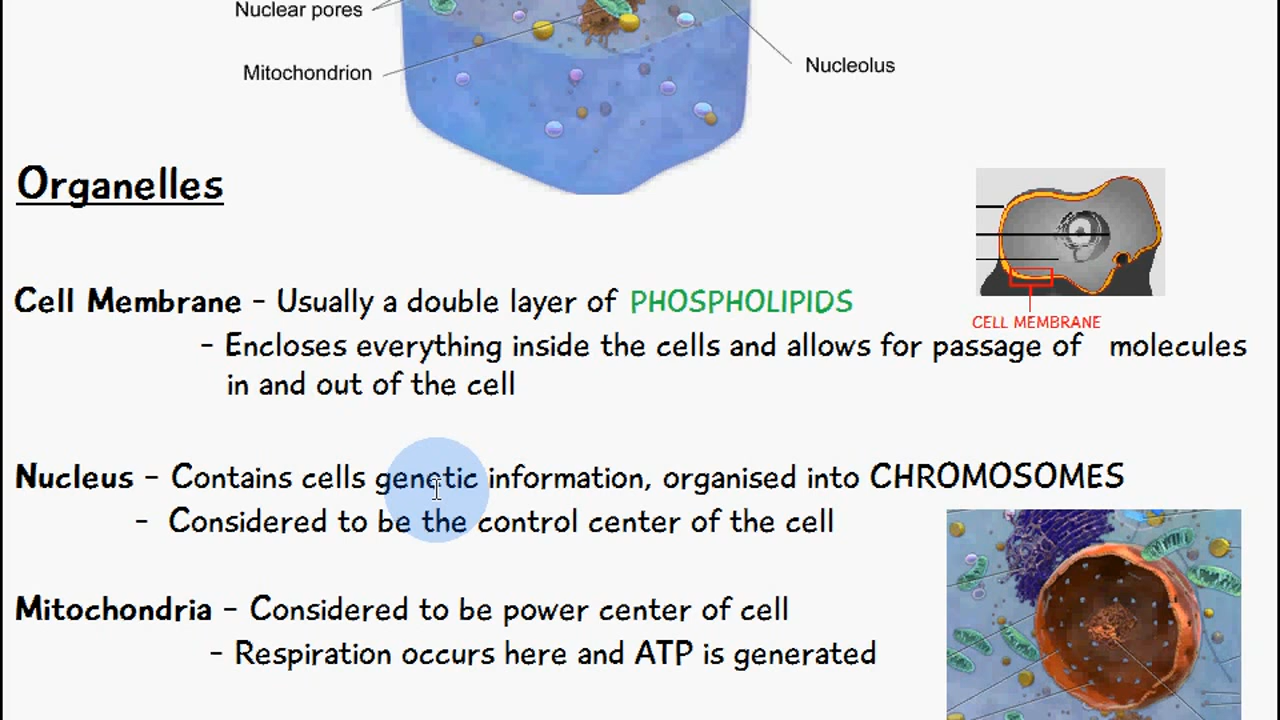 Nuclear pores
Mitochondrion
Nucleolus
Organelles
Cell Membrane - Usually a double layer of PHOSPHOLIPIDS
CELL MEMBRANE
- Encloses everything inside the cells and allows for passage of molecules
in and out of the cell
Nucleus - Contains cells genetic information, organised into CHROMOSOMES
- Considered to be the control center of the cell
Mitochondria - Considered to be power center of cell
- Respiration occurs here and ATP is generated